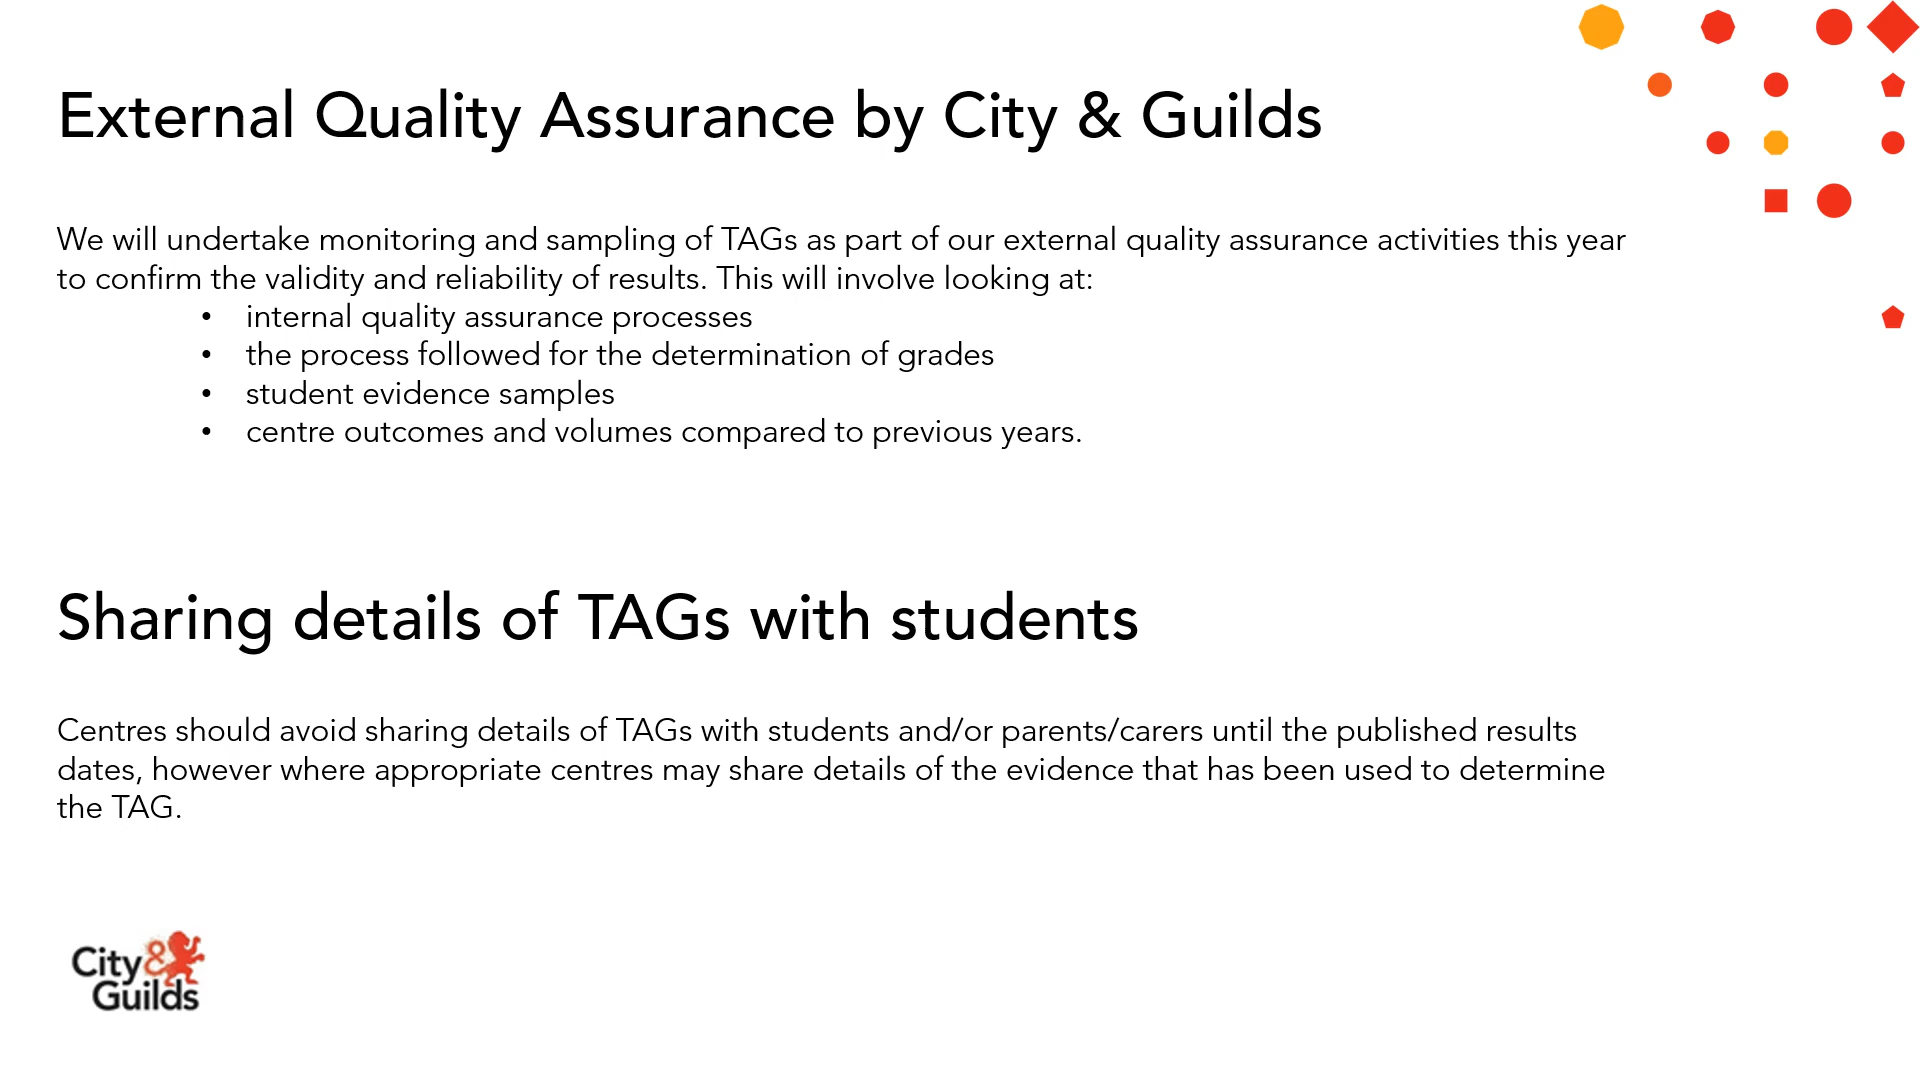 External Quality Assurance by City & Guilds
We will undertake monitoring and sampling of TAGs as part of our external quality assurance activities this year
to confirm the validity and reliability of results. This will involve looking at:
• internal quality assurance processes
• the process followed for the determination of grades
• student evidence samples
• centre outcomes and volumes compared to previous years.
Sharing details of TAGs with students
Centres should avoid sharing details of TAGs with students and/or parents/carers until the published results
dates, however where appropriate centres may share details of the evidence that has been used to determine
the TAG.
City &
Guilds